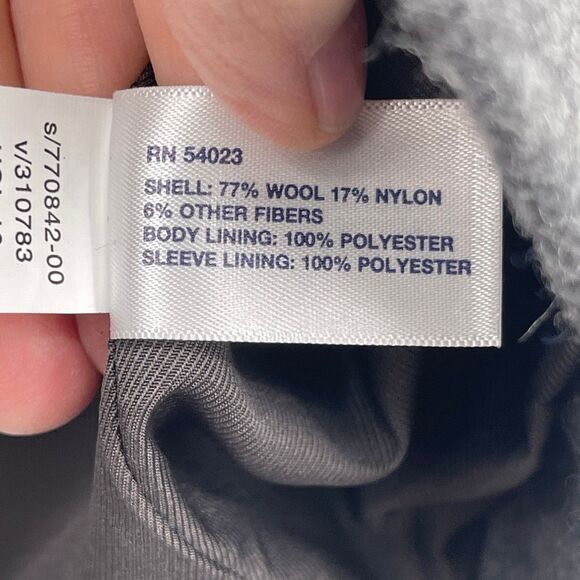 RN 54023
SHELL: 77% WOOL 17% NYLON
6% OTHER FIBERS
BODY LINING: 100% POLYESTER
SLEEVE LINING: 100% POLYESTER
s/770842-00
v/310783